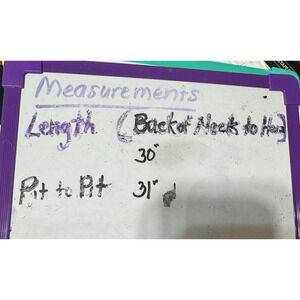 Measurements
Length (Back of Neck to Hem]
30"
Pit to Pit 31"